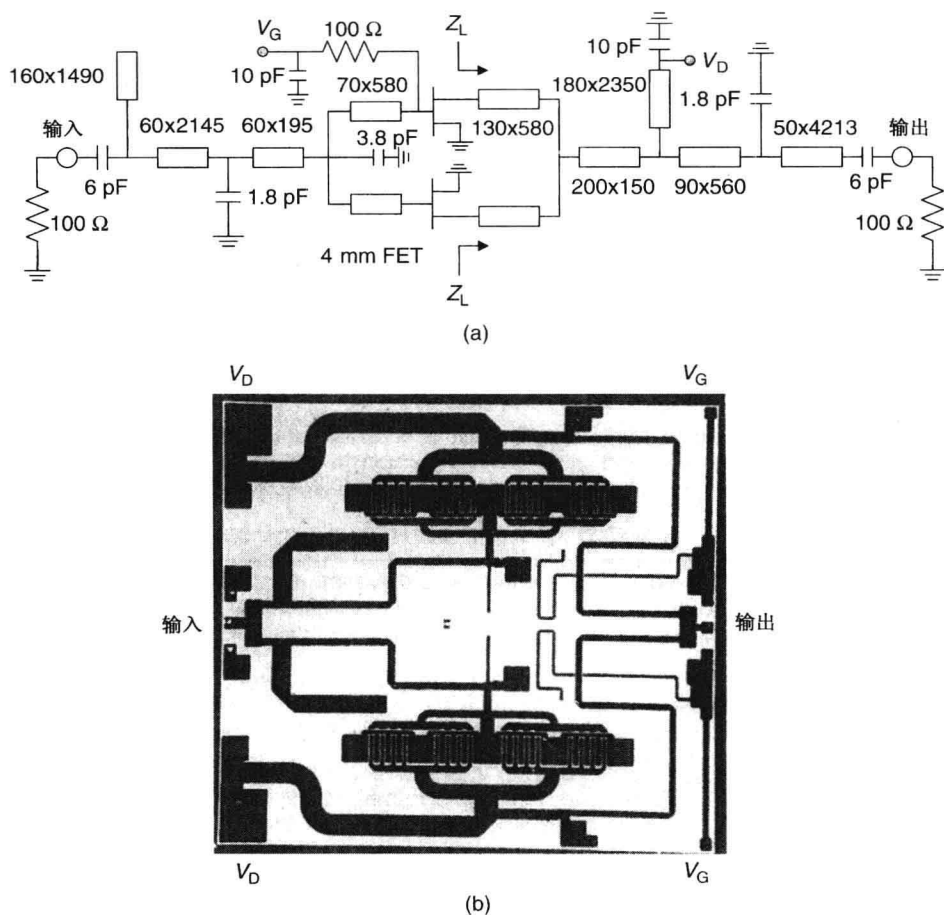 V_G
100 Ω
Z_L
10 pF
V_D
160x1490
10 pF
70x580
180x2350
1.8 pF
输入
60x2145
60x195
3.8 pF
130x580
50x4213
输出
6 pF
1.8 pF
200x150
90x560
6 pF
100 Ω
4 mm FET
100 Ω
Z_L
(a)
V_D
V_G
输入
输出
V_D
V_G
(b)